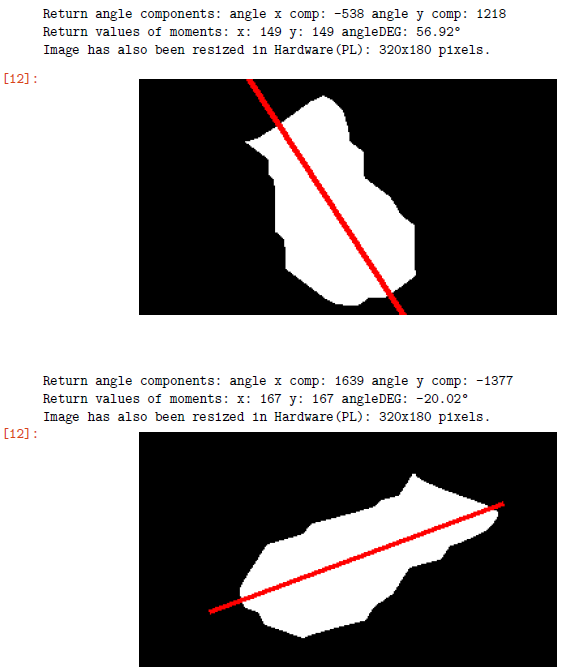 Return angle components: angle x comp: -538 angle y comp: 1218
Return values of moments: x: 149 y: 149 angleDEG: 56.92°
Image has also been resized in Hardware(PL): 320x180 pixels.
[12]:
Return angle components: angle x comp: 1639 angle y comp: -1377
Return values of moments: x: 167 y: 167 angleDEG: -20.02°
Image has also been resized in Hardware(PL): 320x180 pixels.
[12]: